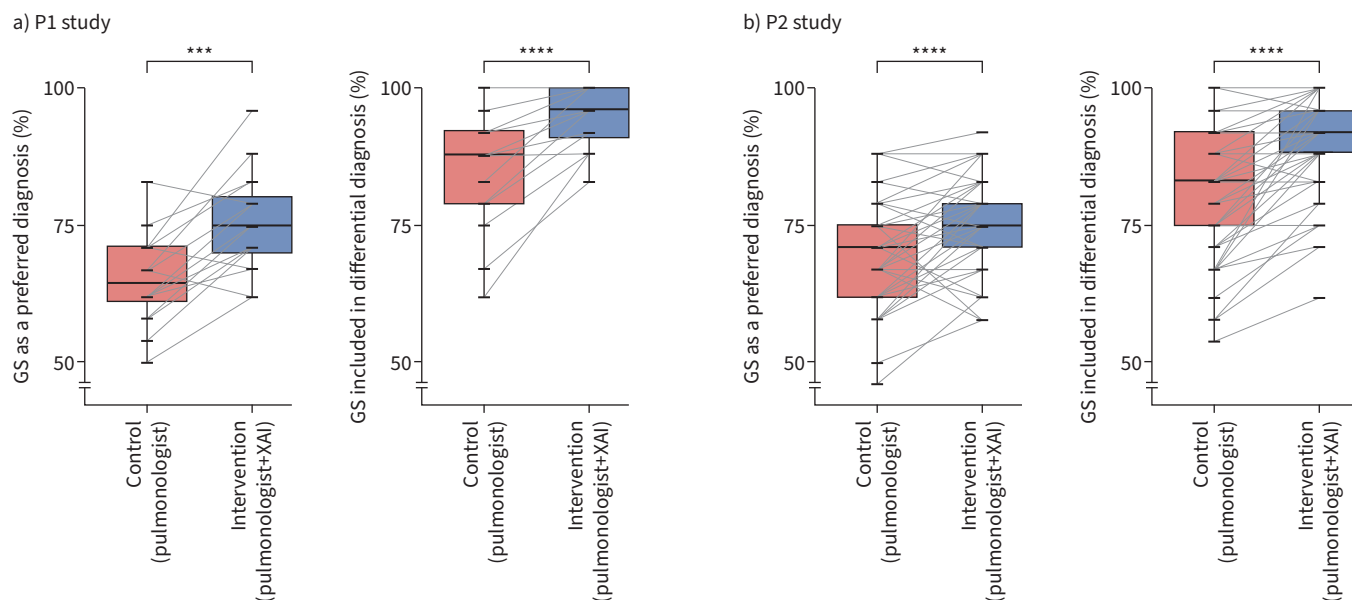 a) P1 study
b) P2 study
***
GS as a preferred diagnosis (%)
100
75
50
Control
(pulmonologist)
Intervention
(pulmonologist+XAI)
****
GS included in differential diagnosis (%)
100
75
50
Control
(pulmonologist)
Intervention
(pulmonologist+XAI)
****
GS as a preferred diagnosis (%)
100
75
50
Control
(pulmonologist)
Intervention
(pulmonologist+XAI)
****
GS included in differential diagnosis (%)
100
75
50
Control
(pulmonologist)
Intervention
(pulmonologist+XAI)